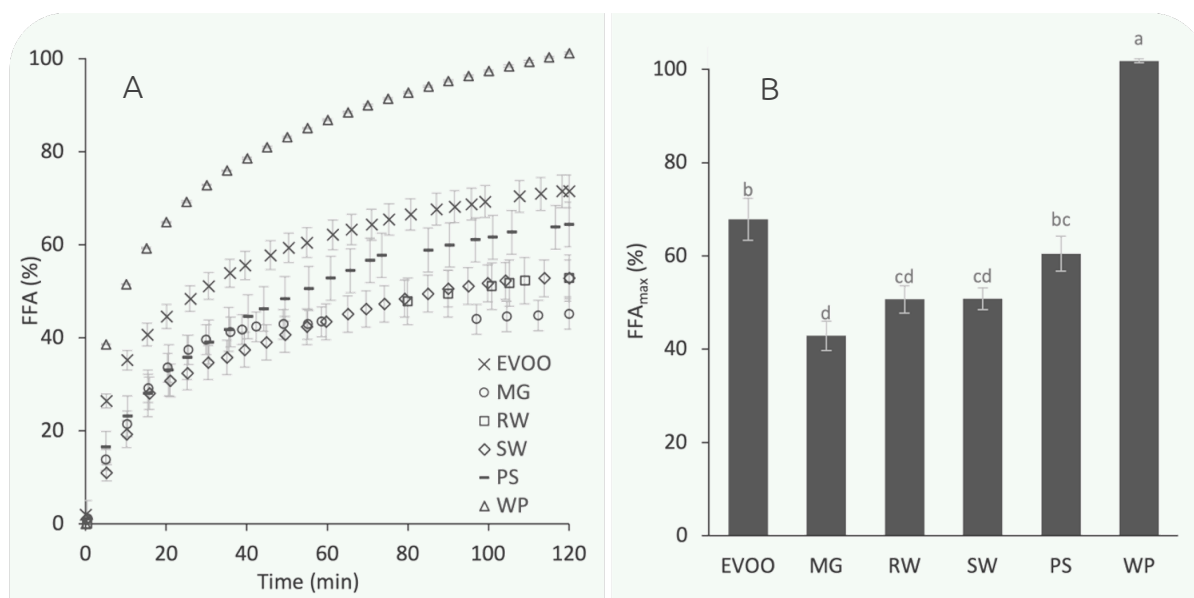 A
100
80
60
40
20
0
FFA (%)
0 20 40 60 80 100 120
Time (min)
EVOO
MG
RW
SW
PS
WP
B
100
80
60
40
20
0
FFAmax (%)
b
d
cd
cd
bc
a
EVOO MG RW SW PS WP